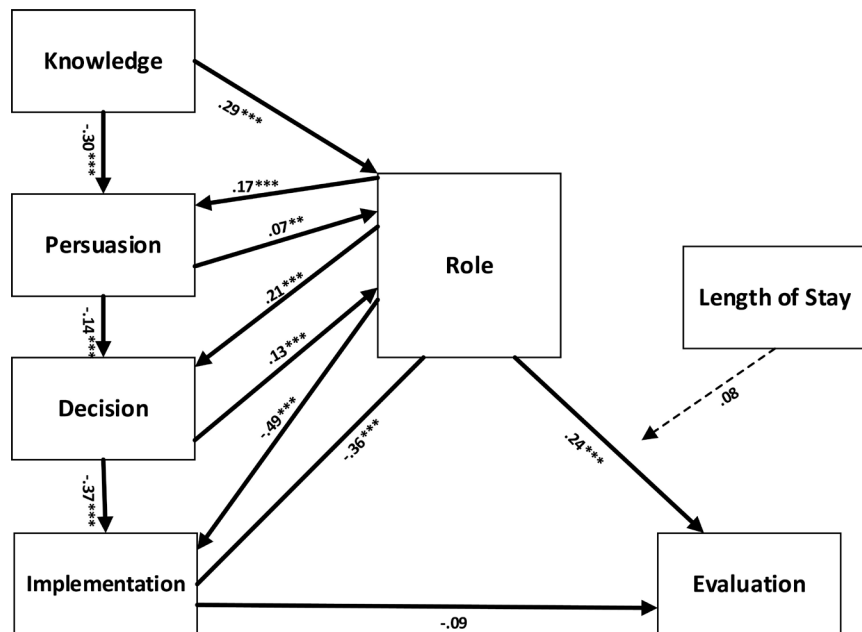 Knowledge
.29***
-.30***
.17***
Persuasion
.07**
Role
.21***
Length of Stay
-.14***
.13***
Decision
.08
-.49***
-.36***
.24***
-.37***
Implementation
Evaluation
-.09